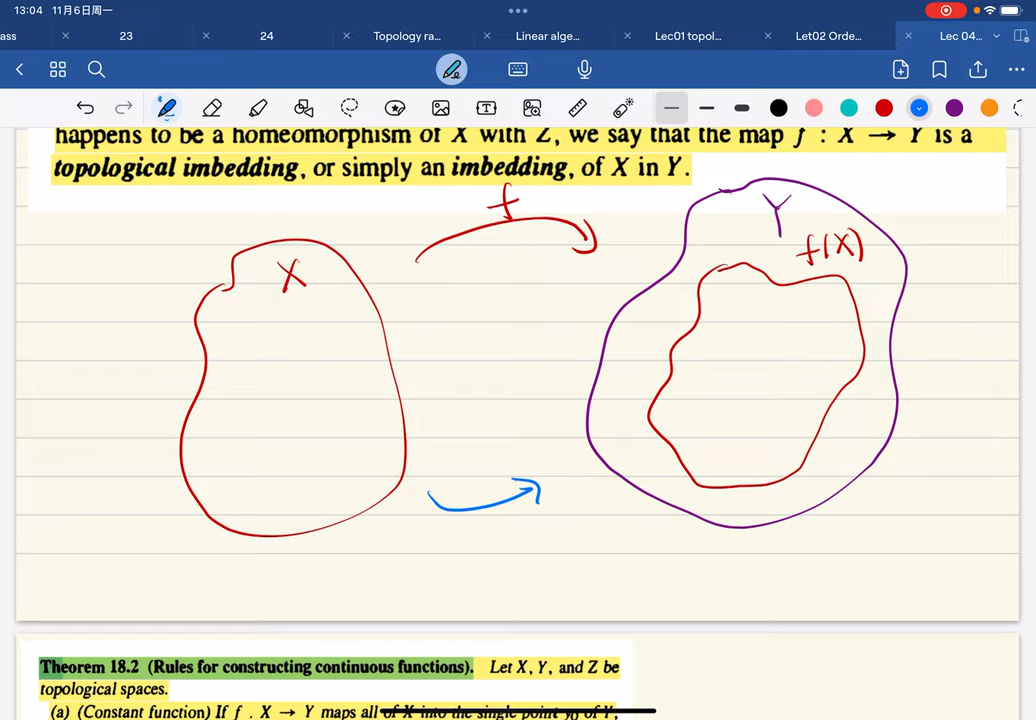 13:04 11月6日周一
ass
23
24
Topology ra...
Linear alge...
Lec01 topol...
Let02 Orde...
Lec 04...
T
happens to be a homeomorphism of X with Z, we say that the map f : X → Y is a
topological imbedding, or simply an imbedding, of X in Y.
f
Y
f(X)
X
Theorem 18.2 (Rules for constructing continuous functions). Let X, Y, and Z be
topological spaces.
(a) (Constant function) If f . X → Y maps all of X into the single point y0 of Y,